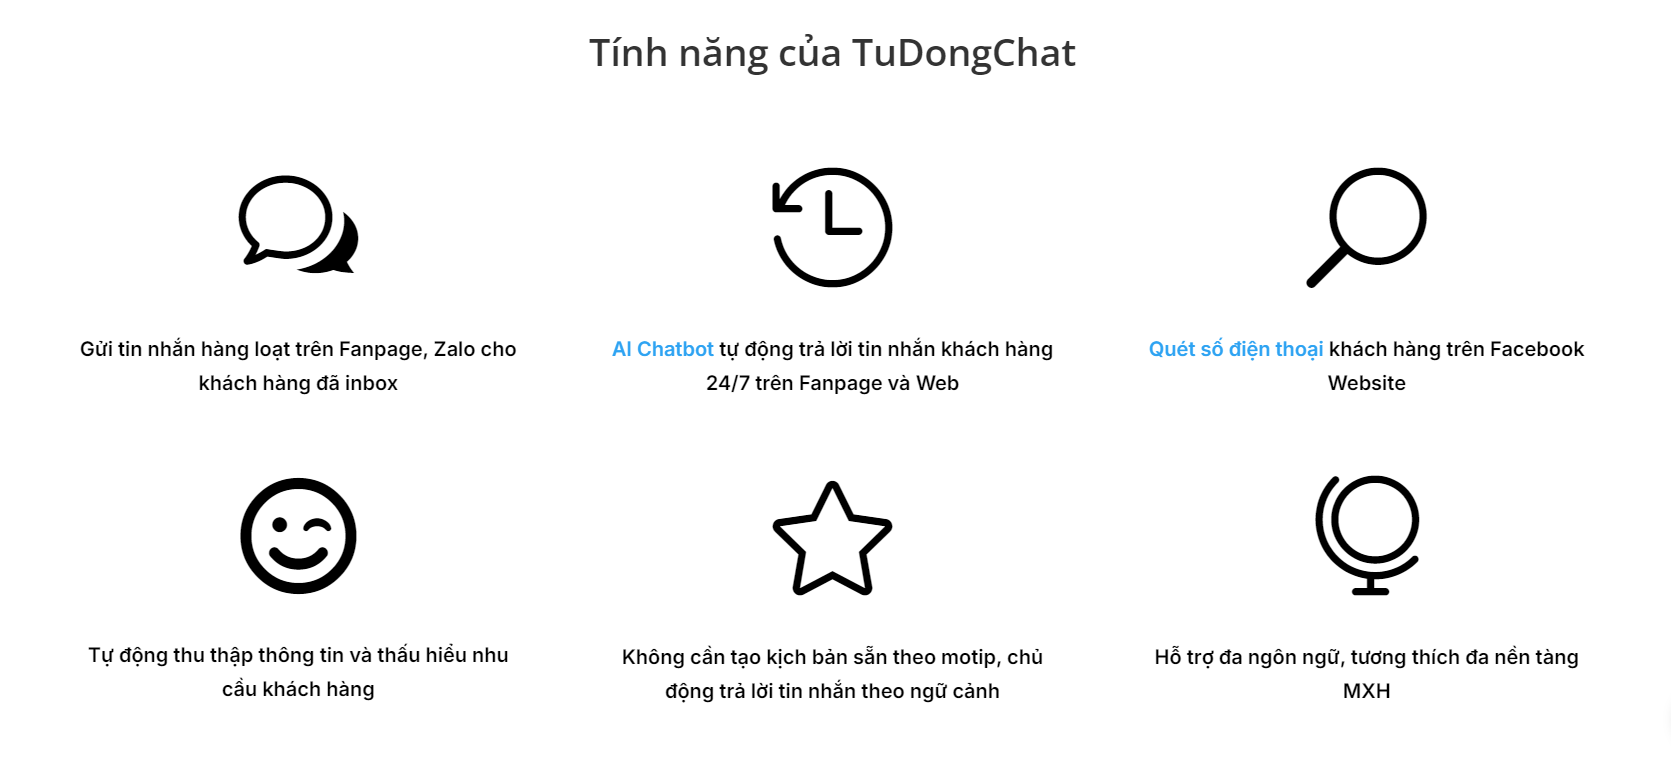 Tính năng của TuDongChat
Gửi tin nhắn hàng loạt trên Fanpage, Zalo cho
khách hàng đã inbox
AI Chatbot tự động trả lời tin nhắn khách hàng
24/7 trên Fanpage và Web
Quét số điện thoại khách hàng trên Facebook
Website
Tự động thu thập thông tin và thấu hiểu nhu
cầu khách hàng
Không cần tạo kịch bản sẵn theo motip, chủ
động trả lời tin nhắn theo ngữ cảnh
Hỗ trợ đa ngôn ngữ, tương thích đa nền tảng
MXH